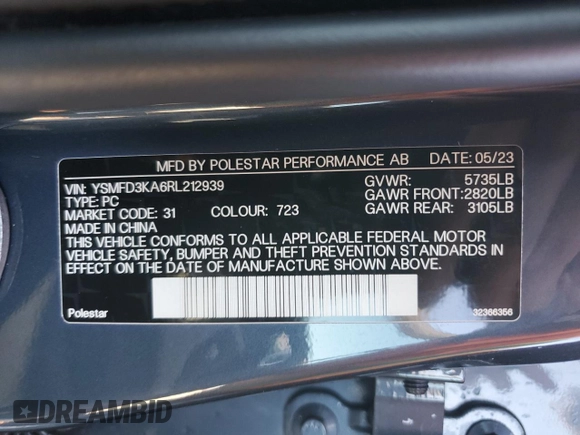 MFD BY POLESTAR PERFORMANCE AB DATE 05/23
VIN: YSMFD3KA6RL212939 GVWR: 5735LB
TYPE: PC GAWR FRONT: 2820LB
MARKET CODE: 31 COLOUR: 723 GAWR REAR: 3105LB
MADE IN CHINA
THIS VEHICLE CONFORMS TO ALL APPLICABLE FEDERAL MOTOR
VEHICLE SAFETY, BUMPER AND THEFT PREVENTION STANDARDS IN
EFFECT ON THE DATE OF MANUFACTURE SHOWN ABOVE.
Polestar 32366356
DREAMBID